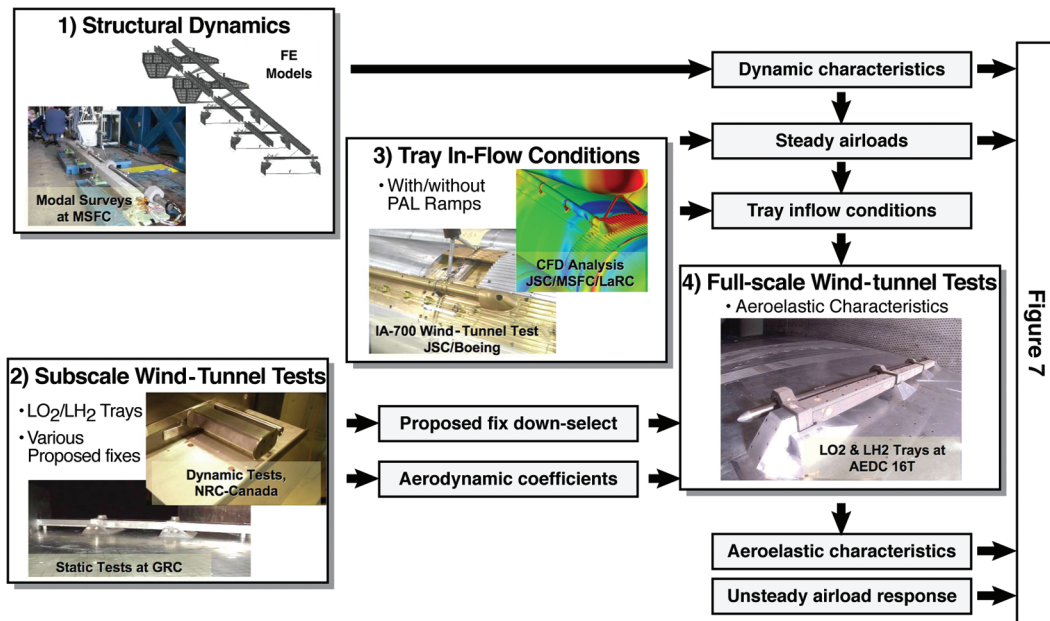 1) Structural Dynamics
FE
Models
Modal Surveys
at MSFC
Dynamic characteristics
Steady airloads
Tray inflow conditions
3) Tray In-Flow Conditions
• With/without
PAL Ramps
CFD Analysis
JSC/MSFC/LaRC
IA-700 Wind-Tunnel Test
JSC/Boeing
4) Full-scale Wind-tunnel Tests
• Aeroelastic Characteristics
LO2 & LH2 Trays at
AEDC 16T
2) Subscale Wind-Tunnel Tests
• LO₂/LH₂ Trays
• Various
Proposed fixes
Dynamic Tests,
NRC-Canada
Static Tests at GRC
Proposed fix down-select
Aerodynamic coefficients
Aeroelastic characteristics
Unsteady airload response
Figure 7